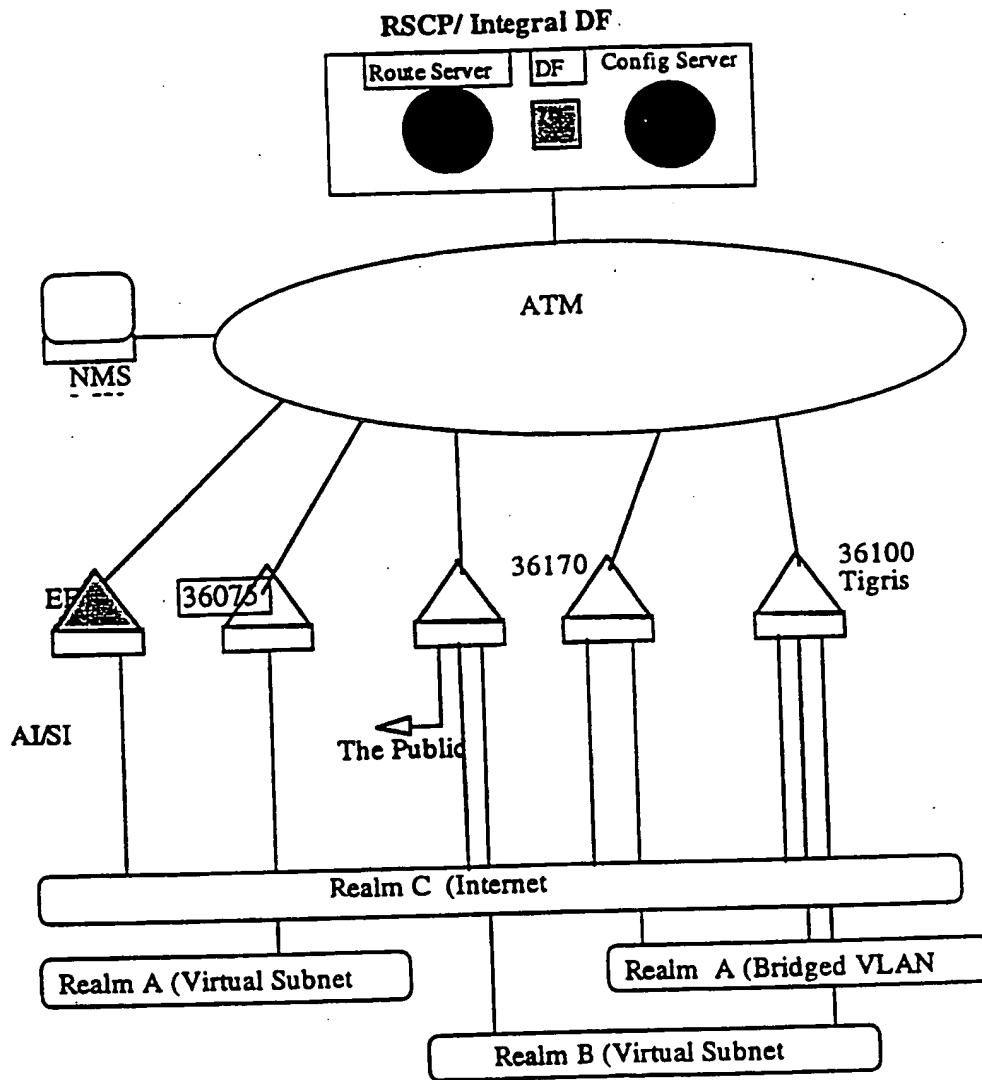 RSCP/ Integral DF
Route Server
DF
Config Server
ATM
NMS
36075
36170
36100
Tigris
AI/SI
The Public
Realm C (Internet
Realm A (Virtual Subnet
Realm A (Bridged VLAN
Realm B (Virtual Subnet